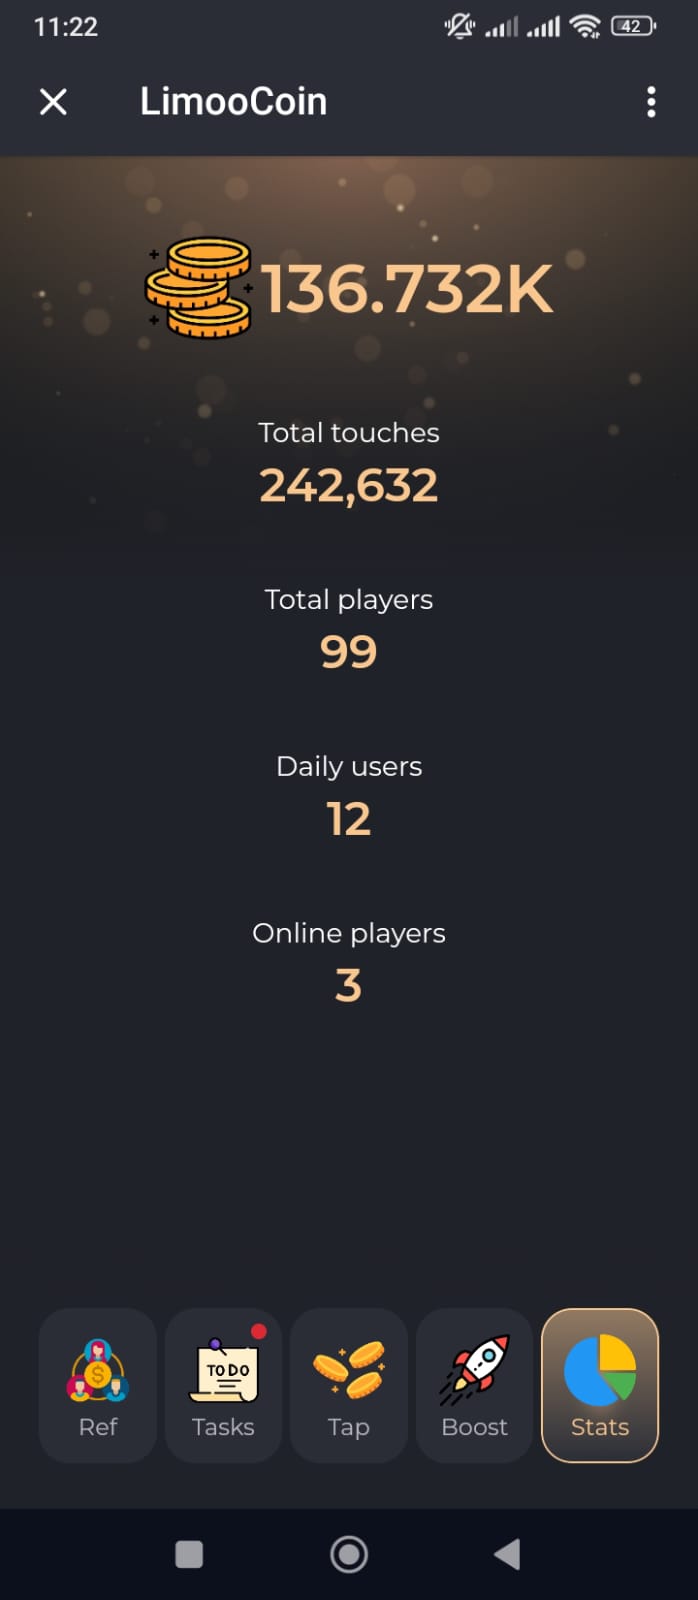 11:22
42
LimooCoin
136.732K
Total touches
242,632
Total players
99
Daily users
12
Online players
3
TO DO
Ref
Tasks
Tap
Boost
Stats